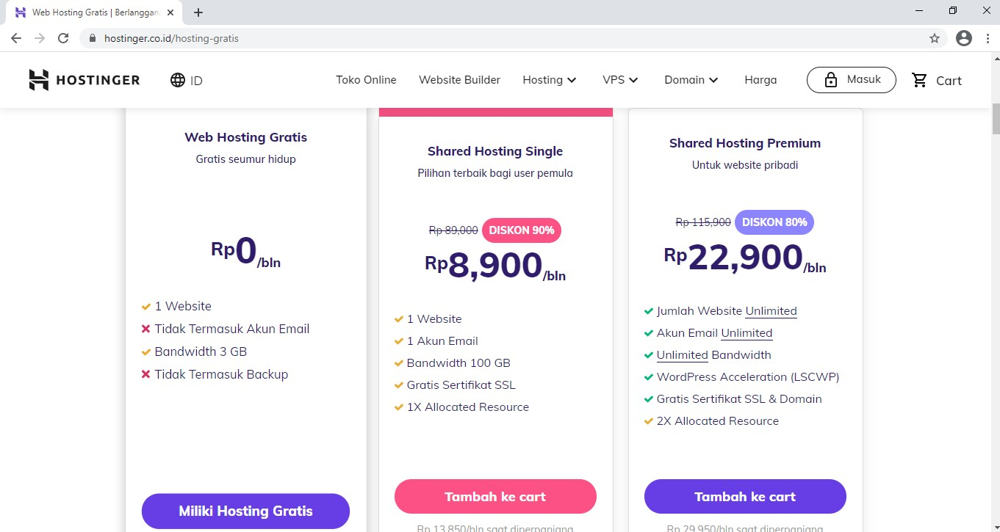 Web Hosting Gratis | Berlanggan
hostinger.co.id/hosting-gratis
HOSTINGER
ID
Toko Online
Website Builder
Hosting
VPS
Domain
Harga
Masuk
Cart
Web Hosting Gratis
Gratis seumur hidup
Rp0/bln
1 Website
Tidak Termasuk Akun Email
Bandwidth 3 GB
Tidak Termasuk Backup
Miliki Hosting Gratis
Shared Hosting Single
Pilihan terbaik bagi user pemula
Rp 89,000 DISKON 90%
Rp8,900/bln
1 Website
1 Akun Email
Bandwidth 100 GB
Gratis Sertifikat SSL
1X Allocated Resource
Tambah ke cart
Rp 13,850/bln saat diperpanjang
Shared Hosting Premium
Untuk website pribadi
Rp 115,900 DISKON 80%
Rp22,900/bln
Jumlah Website Unlimited
Akun Email Unlimited
Unlimited Bandwidth
WordPress Acceleration (LSCWP)
Gratis Sertifikat SSL & Domain
2X Allocated Resource
Tambah ke cart
Rp 29,950/bln saat diperpanjang